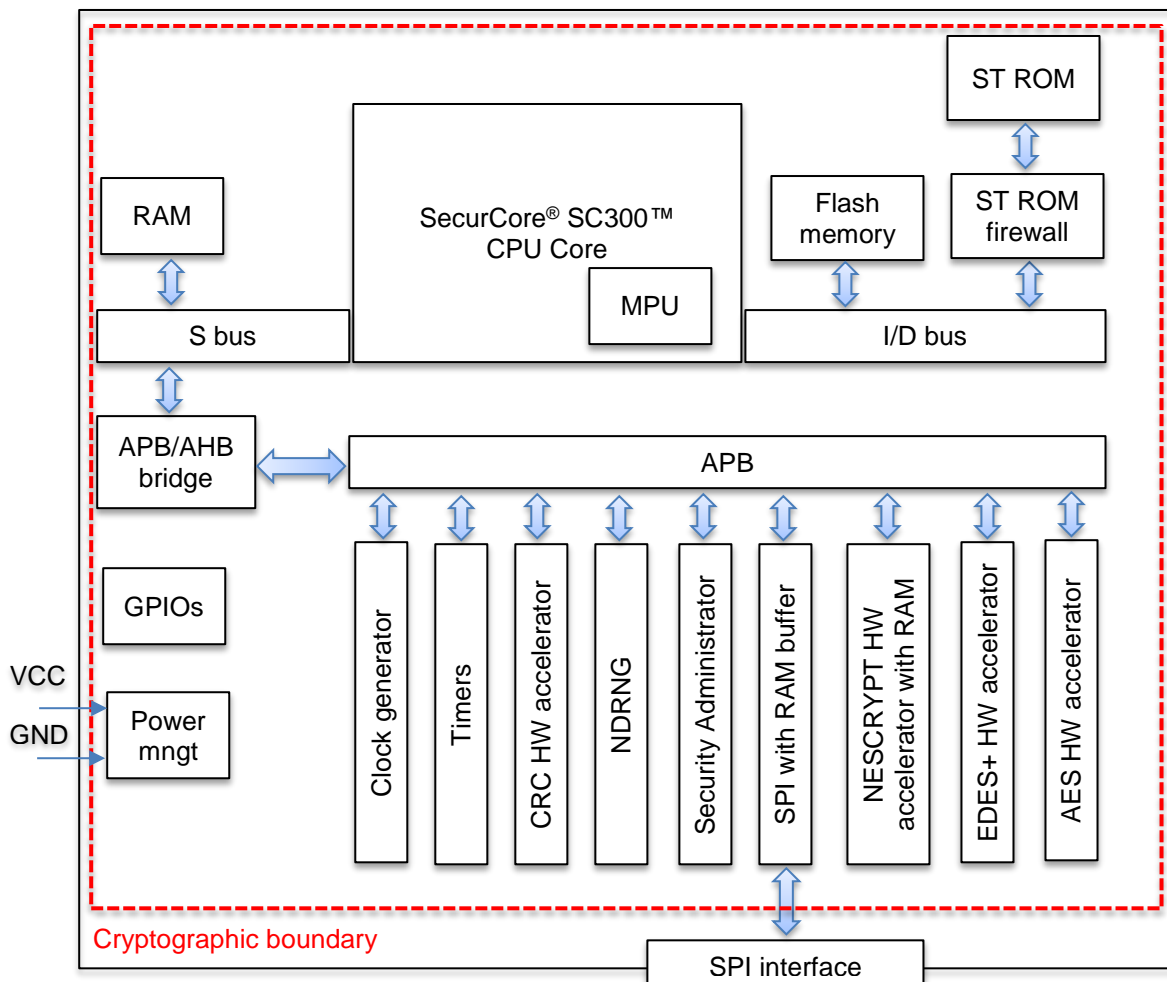 ST ROM
RAM
SecurCore® SC300™
CPU Core
MPU
Flash
memory
ST ROM
firewall
S bus
I/D bus
APB/AHB
bridge
APB
GPIOs
VCC
GND
Power
mngt
Clock generator
Timers
CRC HW accelerator
NDRNG
Security Administrator
SPI with RAM buffer
NESCRYPT HW
accelerator with RAM
EDES+ HW accelerator
AES HW accelerator
Cryptographic boundary
SPI interface